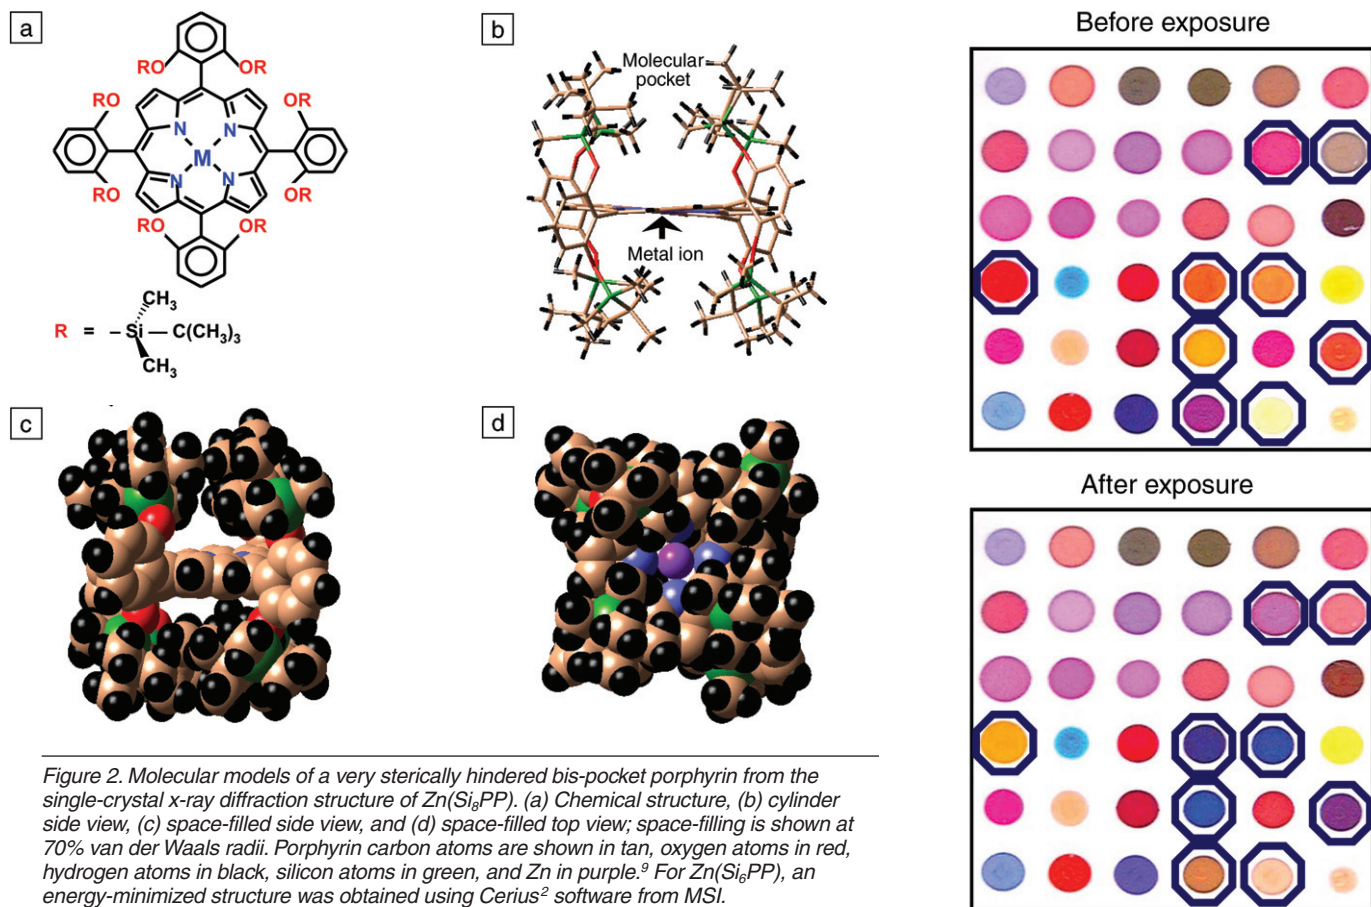 a
RO
OR
RO
OR
RO
OR
N
N
M
N
N
RO
OR
RO
OR
CH₃
R = –Si–C(CH₃)₃
CH₃
b
Molecular
pocket
Metal ion
c
d
Figure 2. Molecular models of a very sterically hindered bis-pocket porphyrin from the
single-crystal x-ray diffraction structure of Zn(Si₈PP). (a) Chemical structure, (b) cylinder
side view, (c) space-filled side view, and (d) space-filled top view; space-filling is shown at
70% van der Waals radii. Porphyrin carbon atoms are shown in tan, oxygen atoms in red,
hydrogen atoms in black, silicon atoms in green, and Zn in purple.⁹ For Zn(Si₆PP), an
energy-minimized structure was obtained using Cerius² software from MSI.
Before exposure
After exposure